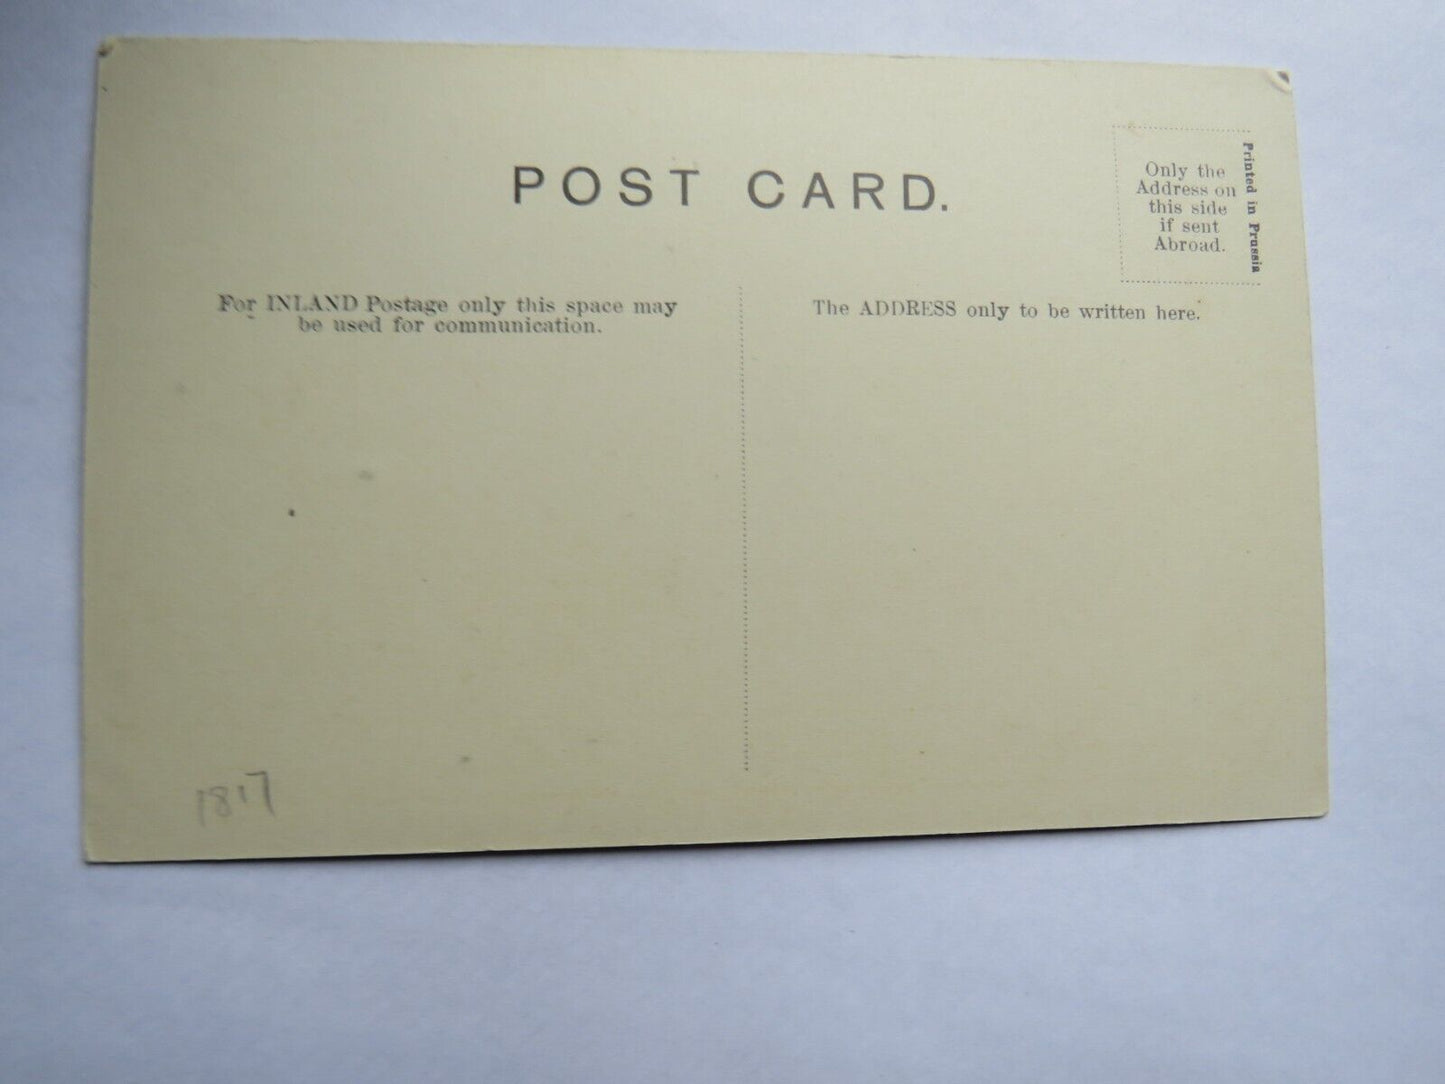 POST CARD.
Only the
Address on
this side
if sent
Abroad.
Printed in Prussia
For INLAND Postage only this space may
be used for communication.
The ADDRESS only to be written here.
1817